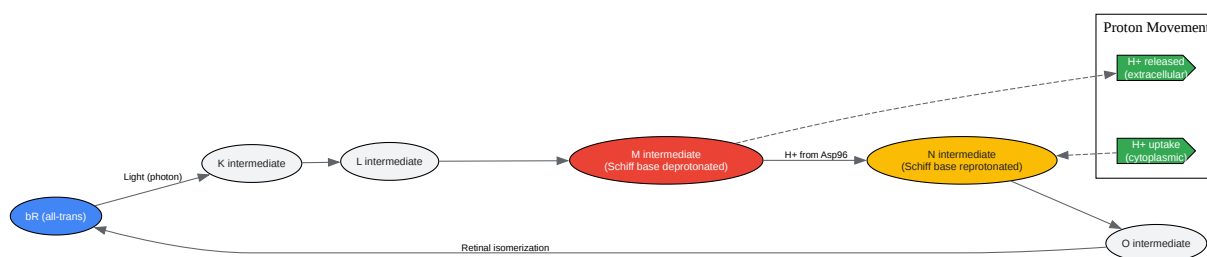 Proton Movement
H+ released
(extracellular)
H+ uptake
(cytoplasmic)
bR (all-trans)
Light (photon)
K intermediate
L intermediate
M intermediate
(Schiff base deprotonated)
H+ from Asp96
N intermediate
(Schiff base reprotonated)
O intermediate
Retinal isomerization